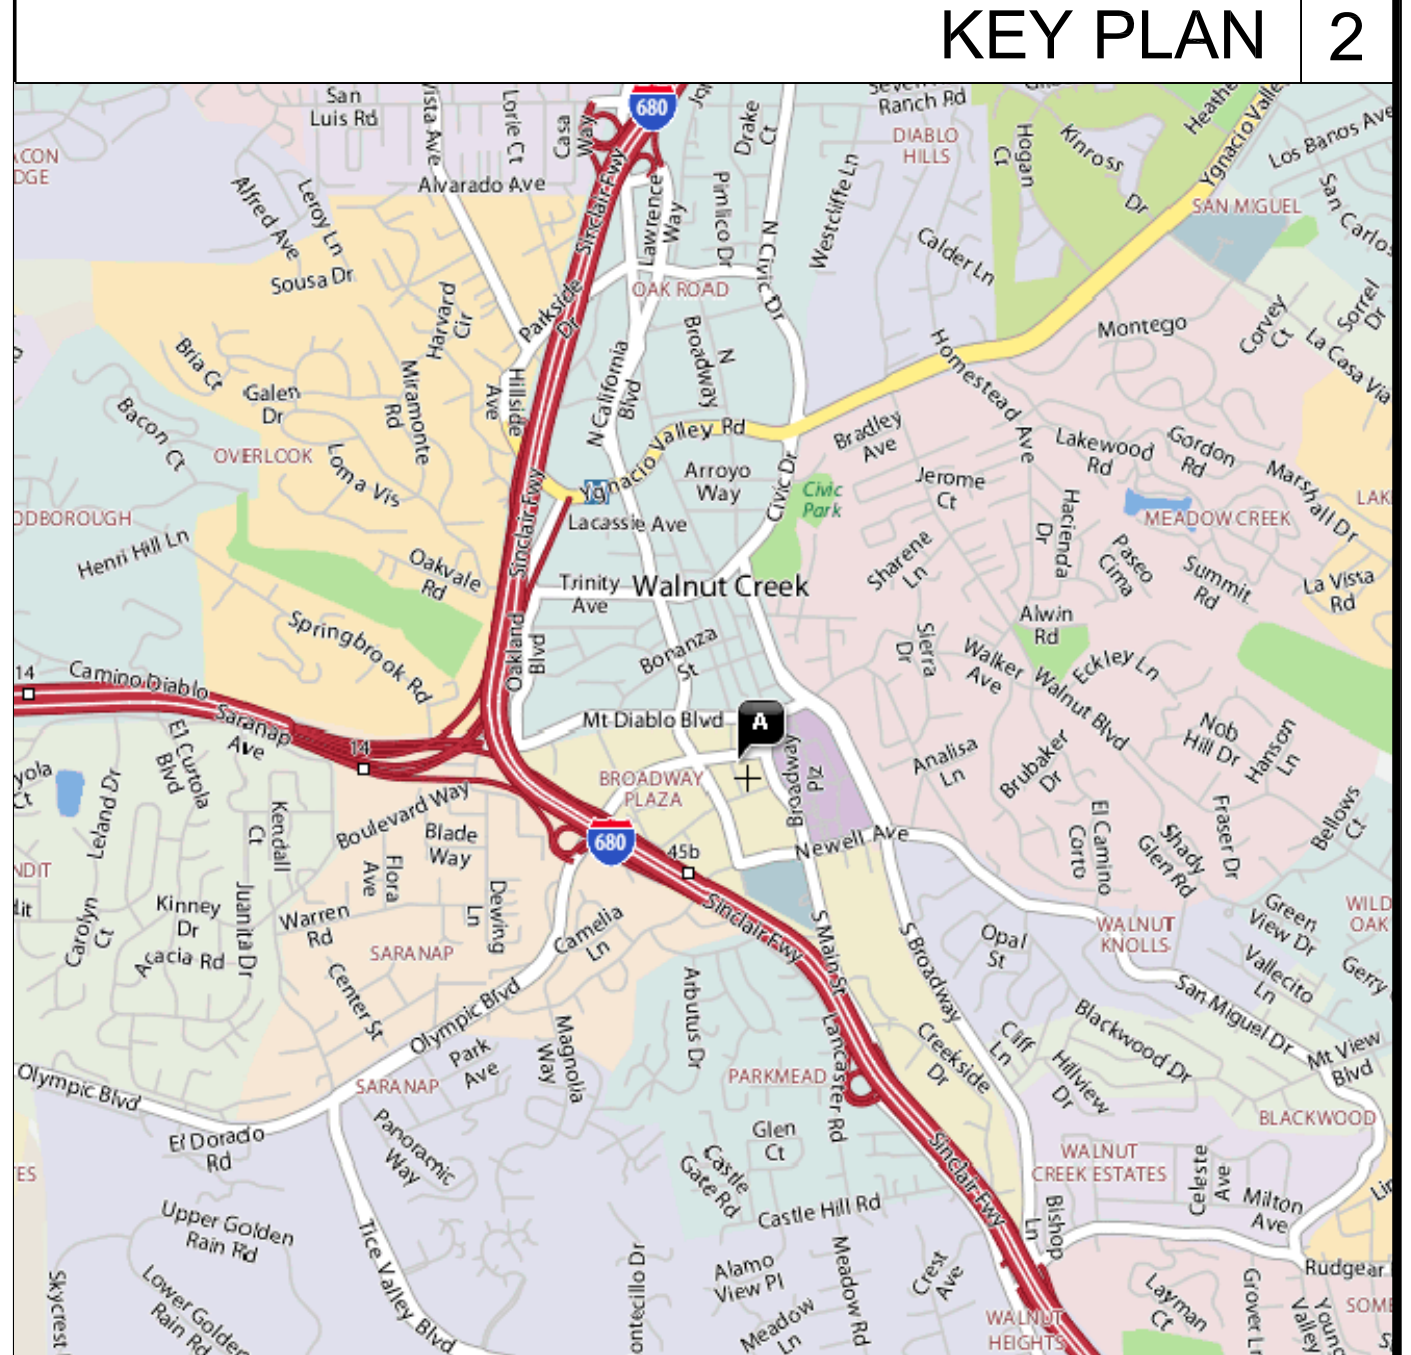 KEY PLAN 2
680
San
Luis Rd
Lorie Ct
Casa
Way
Drake
Ct
Ranch Rd
DIABLO
HILLS
Hogan
Ct
Kinross
Dr
Ygnacio Valley
Los Banos Ave
Alvarado Ave
Alfred Ave
Leroy Ln
Sousa Dr
Sinclair Fwy
Lawrence
Way
Pimlico Dr
N Civic Dr
Westcliffe Ln
Calder Ln
SAN MIGUEL
San Carlos
OAK ROAD
Parkside
Dr
Harvard
Cir
Bria Ct
Galen
Dr
Miramonte
Rd
Hillside
Ave
N California
Blvd
N
Broadway
Homestead Ave
Montego
Corvey
Ct
Sorrel
Dr
La Casa Via
Bacon Ct
OVERLOOK
Loma Vis
Ygnacio Valley Rd
Bradley
Ave
Arroyo
Way
Civic Dr
Civic
Park
Jerome
Ct
Lakewood
Rd
Gordon
Rd
Marshall Dr
MEADOW CREEK
Henri Hill Ln
Oakvale
Rd
Sinclair Fwy
Lacassie Ave
Sharene
Ln
Hacienda
Dr
Paseo
Cima
Summit
Rd
La Vista
Rd
Trinity
Ave
Walnut Creek
Alwin
Rd
Springbrook Rd
Oakland
Blvd
Bonanza
St
Sierra
Dr
Walker
Ave
Eckley Ln
Walnut Blvd
14
Camino Diablo
Saranap
Ave
14
Mt Diablo Blvd
A
Analisa
Ln
Brubaker
Dr
Nob
Hill Dr
Hanson
Ln
El Curtola
Blvd
Leland Dr
Kendall
Ct
Boulevard Way
BROADWAY
PLAZA
Broadway
Plz
680
45b
Newell Ave
El Camino
Corto
Shady
Glen Rd
Fraser Dr
Bellows
Ct
Blade
Way
Flora
Ave
Dewing
Ln
Carolyn
Ct
Kinney
Dr
Acacia Rd
Juanita Dr
Warren
Rd
SARANAP
Camelia
Ln
Sinclair Fwy
S Main St
S Broadway
Opal
St
WALNUT
KNOLLS
Green
View Dr
WILD
OAK
Vallecito
Ln
Gerry
Center St
Olympic Blvd
Arbutus Dr
San Miguel Dr
Blackwood Dr
Cliff
Ln
Creekside
Dr
Hillview
Dr
Mt View
Blvd
Olympic Blvd
SARANAP
Park
Ave
Magnolia
Way
PARKMEAD
Lancaster Rd
BLACKWOOD
El Dorado
Rd
Panoramic
Way
Glen
Ct
Castle
Gate Rd
Castle Hill Rd
Sinclair Fwy
WALNUT
CREEK ESTATES
Celeste
Ave
Milton
Ave
Bishop
Ln
Upper Golden
Rain Rd
Tice Valley Blvd
Alamo
View Pl
Meadow Rd
Crest
Ave
Rudgear
Skycrest
Lower Golden
Rain Rd
Meadow
Ln
WALNUT
HEIGHTS
Layman
Ct